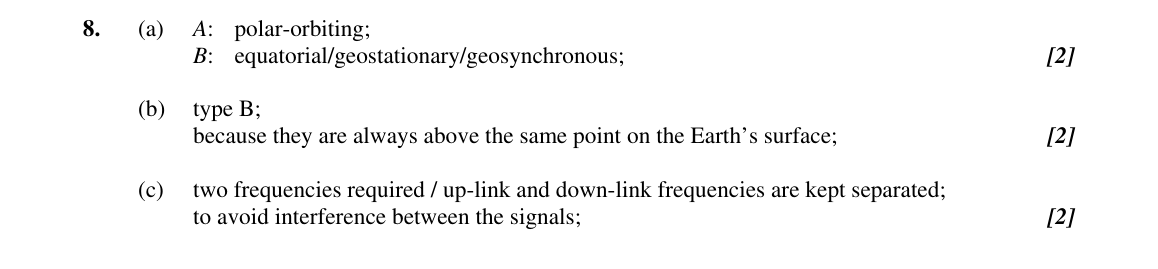 8. (a) A: polar-orbiting;
B: equatorial/geostationary/geosynchronous; [2]
(b) type B;
because they are always above the same point on the Earth's surface; [2]
(c) two frequencies required / up-link and down-link frequencies are kept separated;
to avoid interference between the signals; [2]